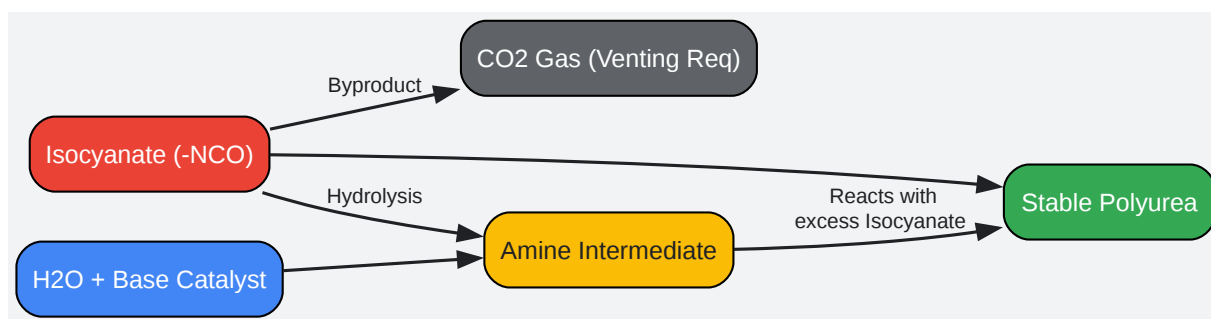 CO2 Gas (Venting Req)
Byproduct
Isocyanate (-NCO)
Hydrolysis
Reacts with
excess Isocyanate
Stable Polyurea
Amine Intermediate
H2O + Base Catalyst